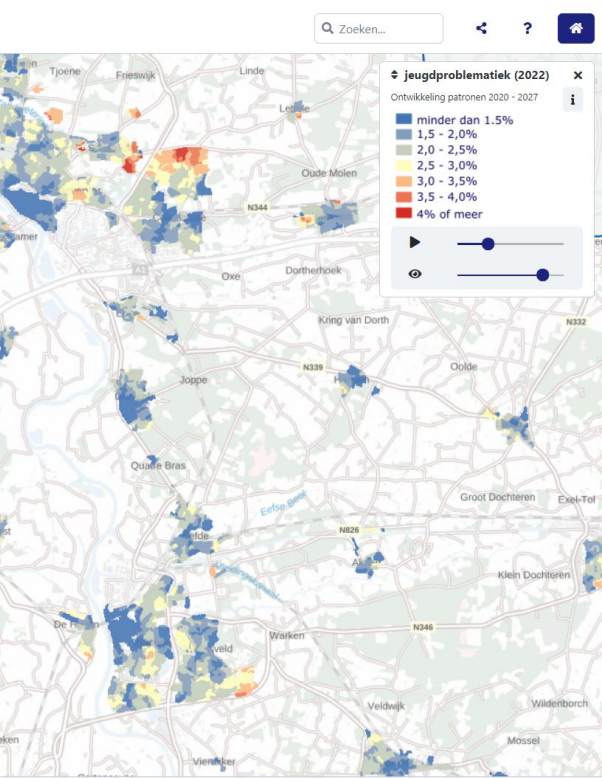 Zoeken...
?
jeugdproblematiek (2022)
Ontwikkeling patronen 2020 - 2027
i
minder dan 1.5%
1,5 - 2,0%
2,0 - 2,5%
2,5 - 3,0%
3,0 - 3,5%
3,5 - 4,0%
4% of meer
Tjoene
Frieswijk
Linde
Oude Molen
N344
Oxe
Dortherhoek
A1
Kring van Dorth
N332
N339
Oolde
Joppe
Quatre Bras
Eefse Beek
Groot Dochteren
Exel-Tol
N826
Klein Dochteren
N346
Warken
Veldwijk
Wildenborch
Mossel